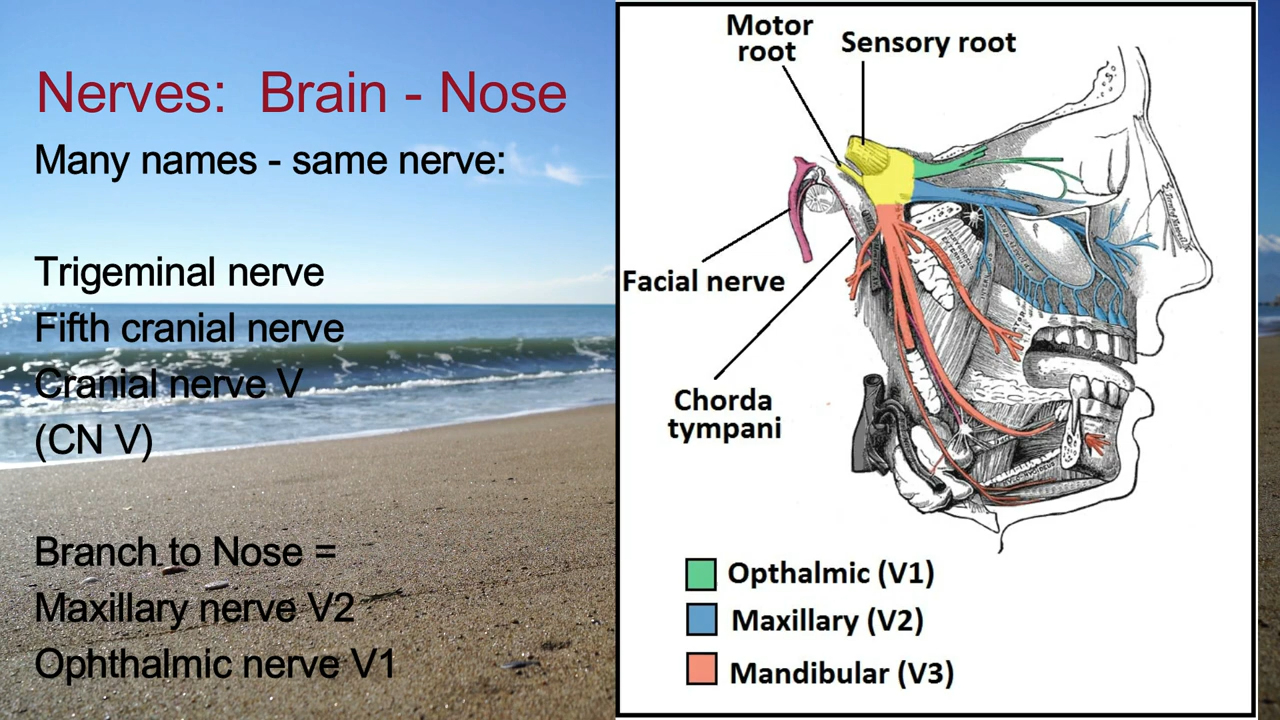 Nerves: Brain - Nose
Many names - same nerve:
Trigeminal nerve
Fifth cranial nerve
Cranial nerve V
(CN V)
Branch to Nose =
Maxillary nerve V2
Ophthalmic nerve V1
Motor
root
Sensory root
Facial nerve
Chorda
tympani
Opthalmic (V1)
Maxillary (V2)
Mandibular (V3)